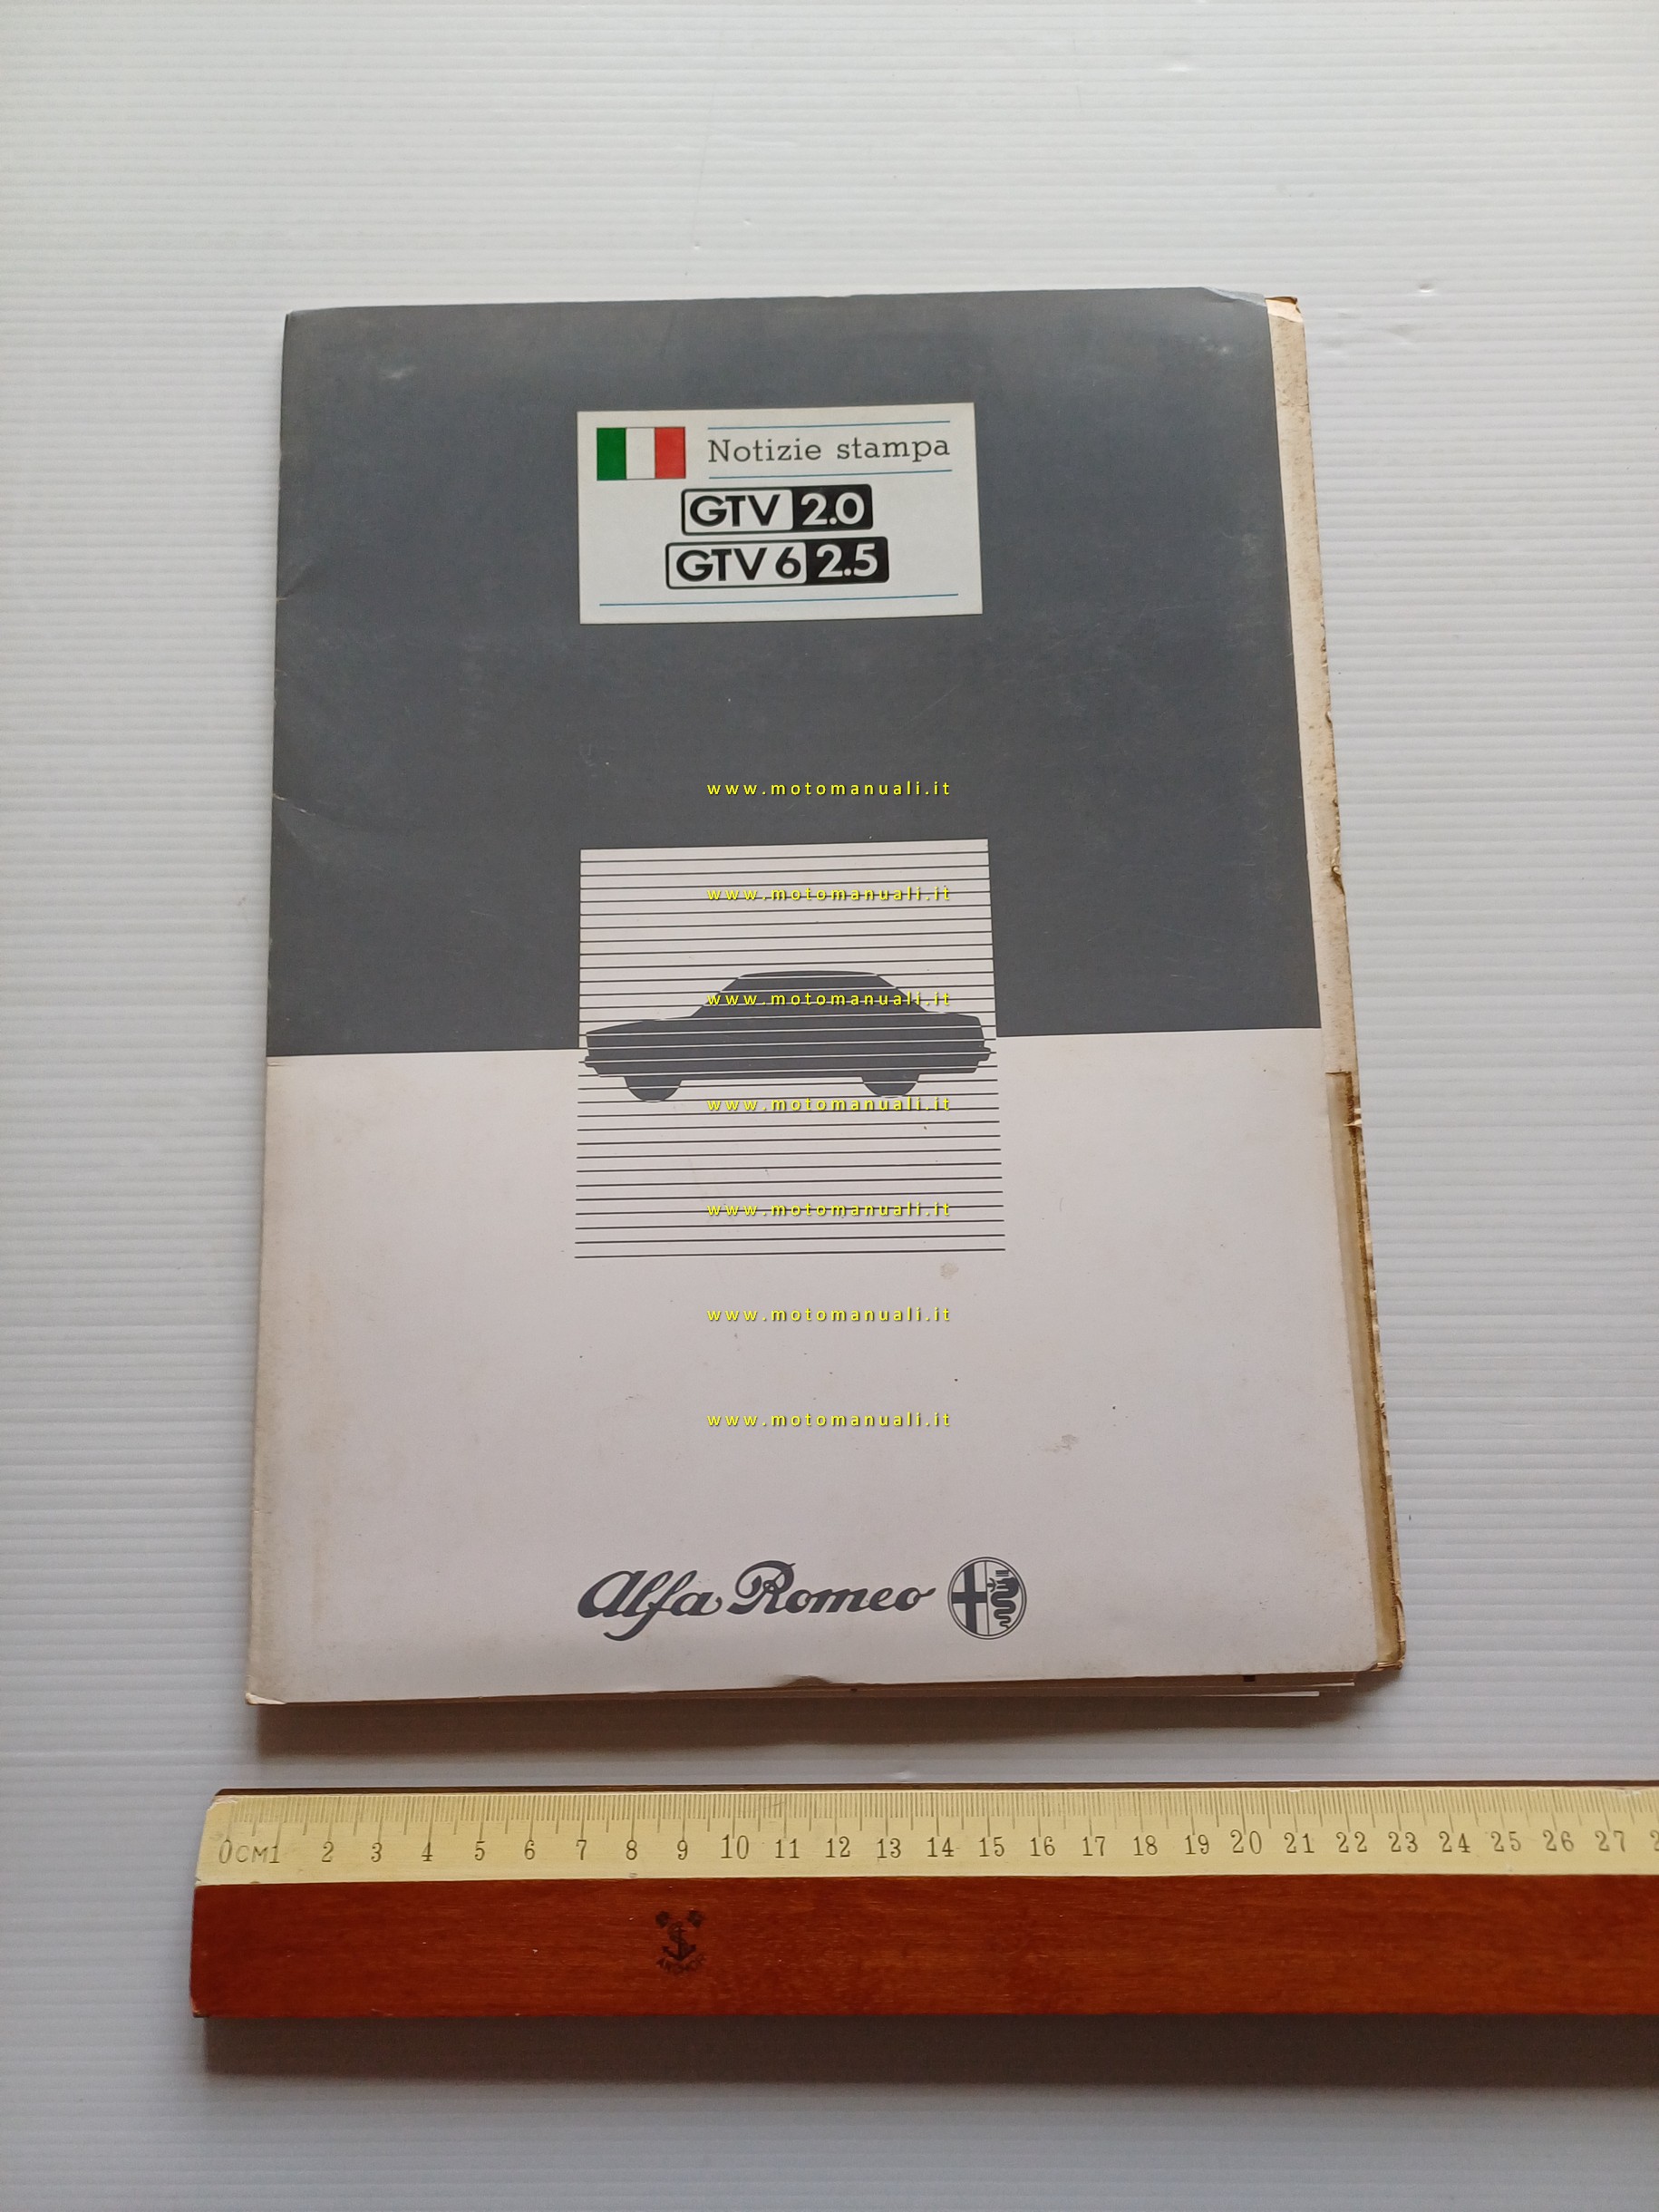 Notizie stampa
GTV 2.0
GTV 6 2.5
www.motomanuali.it
www.motomanuali.it
www.motomanuali.it
www.motomanuali.it
www.motomanuali.it
www.motomanuali.it
www.motomanuali.it
Alfa Romeo
0CM1 2 3 4 5 6 7 8 9 10 11 12 13 14 15 16 17 18 19 20 21 22 23 24 25 26 27